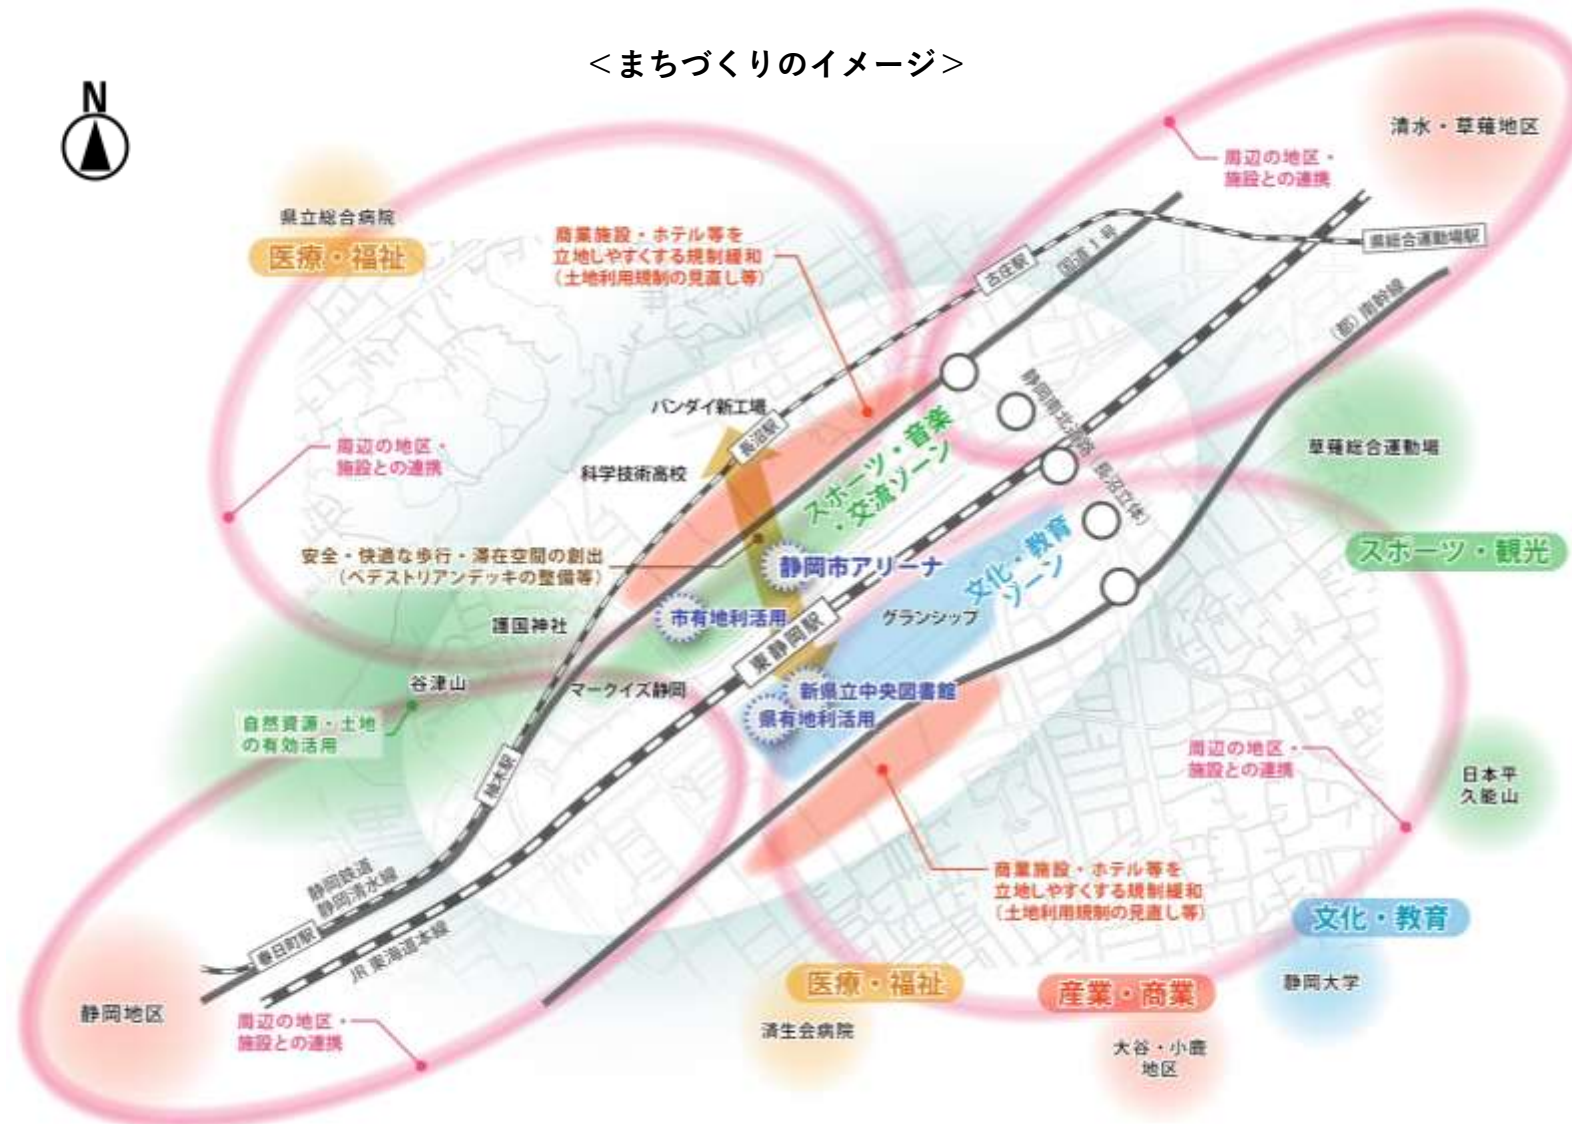 ＜まちづくりのイメージ＞
N
清水・草薙地区
周辺の地区・
施設との連携
県立総合病院
医療・福祉
商業施設・ホテル等を
立地しやすくする規制緩和
（土地利用規制の見直し等）
古庄駅
国道１号
県総合運動場駅
（都）南幹線
バンダイ新工場
長沼駅
静岡南北道路（長沼立体）
周辺の地区・
施設との連携
科学技術高校
スポーツ・音楽
・交流ゾーン
草薙総合運動場
安全・快適な歩行・滞在空間の創出
（ペデストリアンデッキの整備等）
静岡市アリーナ
文化・教育
ゾーン
スポーツ・観光
護国神社
市有地利活用
東静岡駅
グランシップ
谷津山
マークイズ静岡
新県立中央図書館
県有地利活用
自然資源・土地
の有効活用
柚木駅
周辺の地区・
施設との連携
日本平
久能山
静岡鉄道
静岡清水線
商業施設・ホテル等を
立地しやすくする規制緩和
（土地利用規制の見直し等）
文化・教育
春日町駅
JR 東海道本線
医療・福祉
産業・商業
静岡大学
静岡地区
周辺の地区・
施設との連携
済生会病院
大谷・小鹿
地区